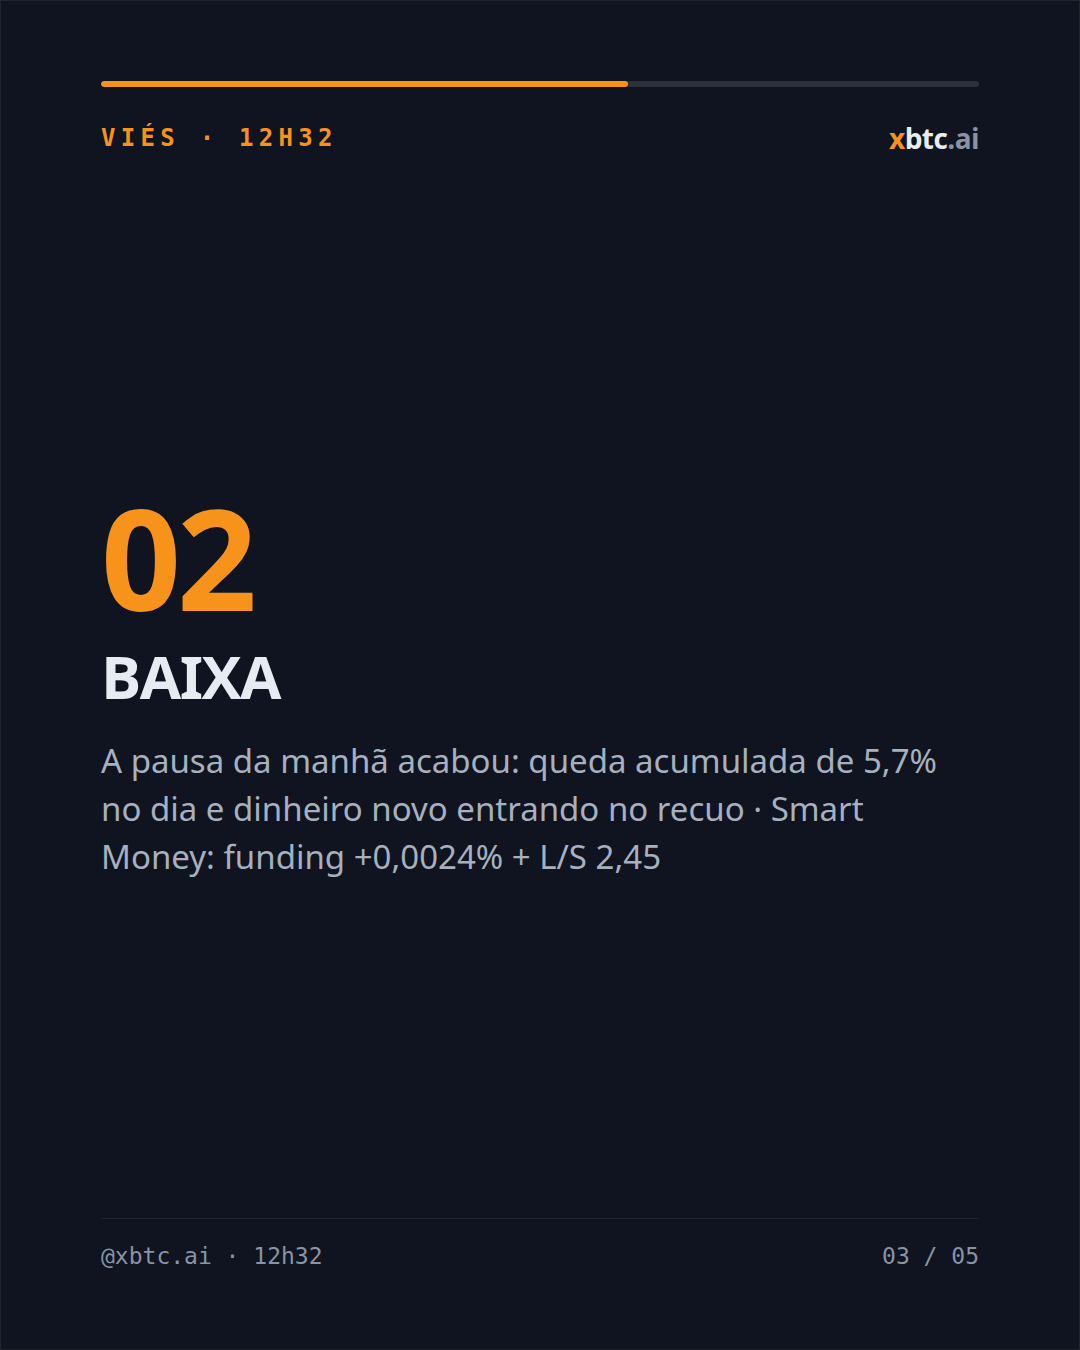 VIÉS · 12H32
xbtc.ai
02
BAIXA
A pausa da manhã acabou: queda acumulada de 5,7%
no dia e dinheiro novo entrando no recuo · Smart
Money: funding +0,0024% + L/S 2,45
@xbtc.ai · 12h32
03 / 05